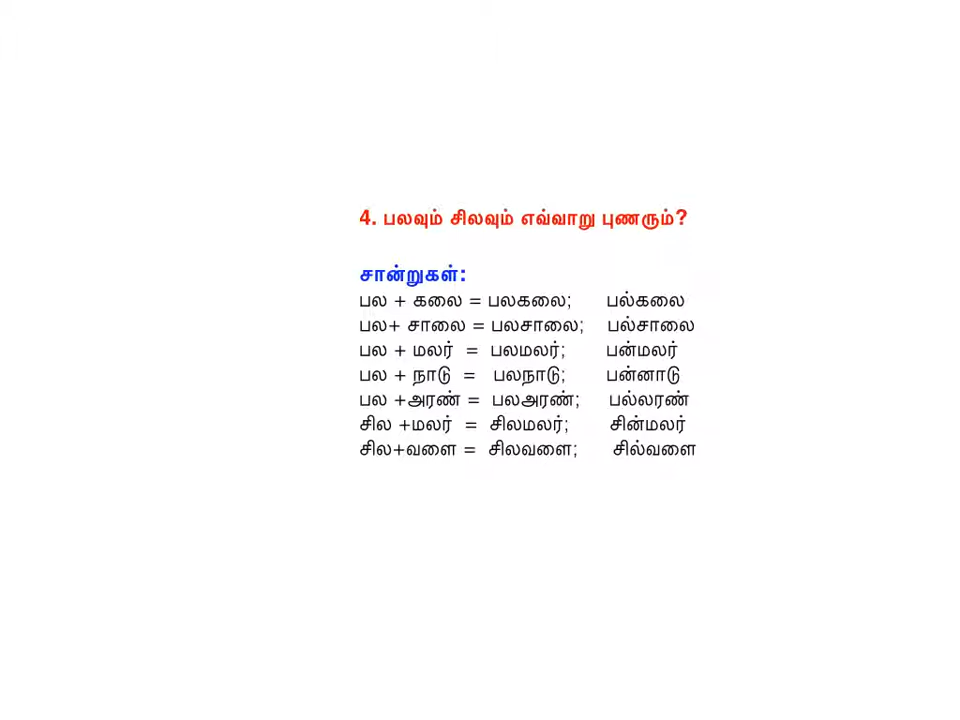 4. பலவும் சிலவும் எவ்வாறு புணரும்?
சான்றுகள்:
பல + கலை = பலகலை; பல்கலை
பல+ சாலை = பலசாலை; பல்சாலை
பல + மலர் = பலமலர்; பன்மலர்
பல + நாடு = பலநாடு; பன்னாடு
பல +அரண் = பலஅரண்; பல்லரண்
சில +மலர் = சிலமலர்; சின்மலர்
சில+வளை = சிலவளை; சில்வளை